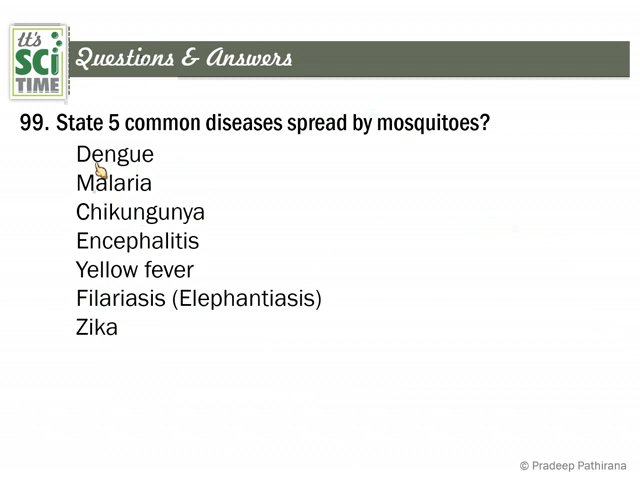 It's
SCi
TIME
Questions & Answers
99. State 5 common diseases spread by mosquitoes?
Dengue
Malaria
Chikungunya
Encephalitis
Yellow fever
Filariasis (Elephantiasis)
Zika
© Pradeep Pathirana